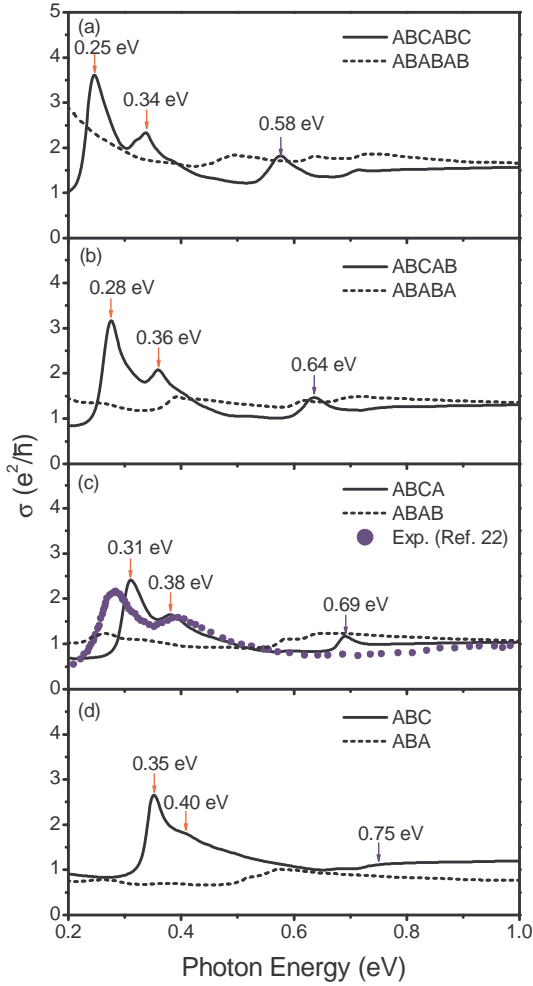 (a)
0.25 eV
0.34 eV
0.58 eV
ABCABC
ABABAB
5
4
3
2
1
(b)
0.28 eV
0.36 eV
0.64 eV
ABCAB
ABABA
4
3
2
1
0
(c)
0.31 eV
0.38 eV
0.69 eV
ABCA
ABAB
Exp. (Ref. 22)
4
3
2
1
0
(d)
0.35 eV
0.40 eV
0.75 eV
ABC
ABA
4
3
2
1
0
0.2
0.4
0.6
0.8
1.0
σ (e²/ħ)
Photon Energy (eV)